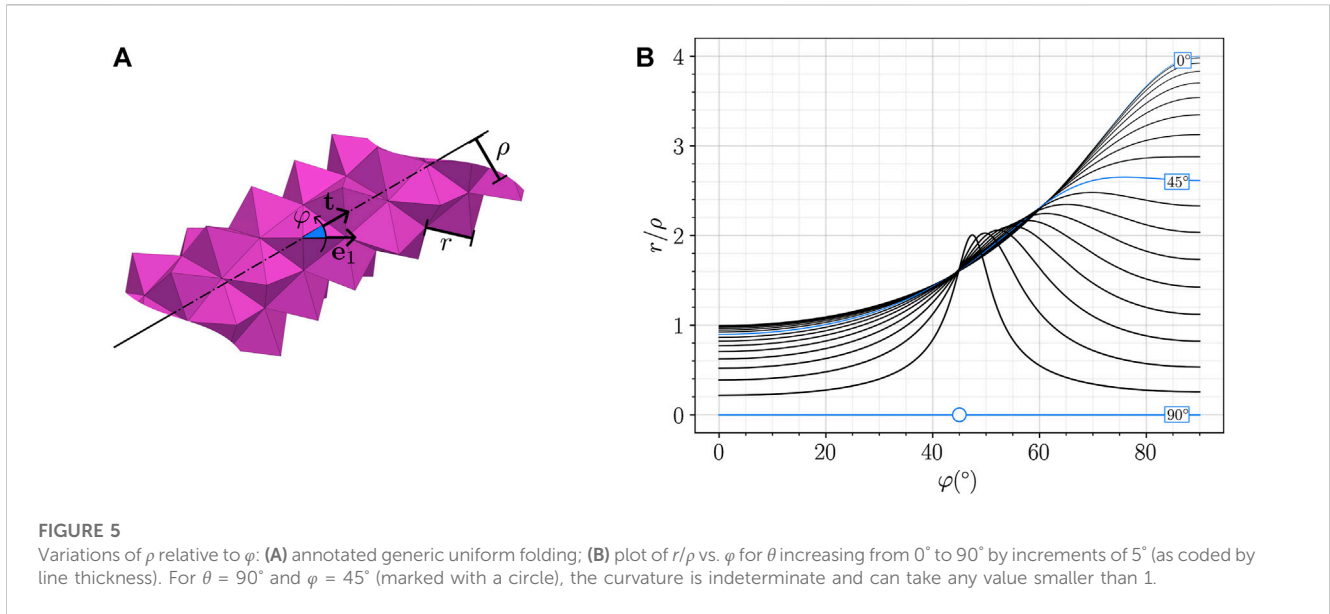 A
ρ
t
φ
e₁
r
B
r/ρ
4
3
2
1
0
0°
45°
90°
0 20 40 60 80
φ(°)
FIGURE 5
Variations of ρ relative to φ: (A) annotated generic uniform folding; (B) plot of r/ρ vs. φ for θ increasing from 0° to 90° by increments of 5° (as coded by
line thickness). For θ = 90° and φ = 45° (marked with a circle), the curvature is indeterminate and can take any value smaller than 1.